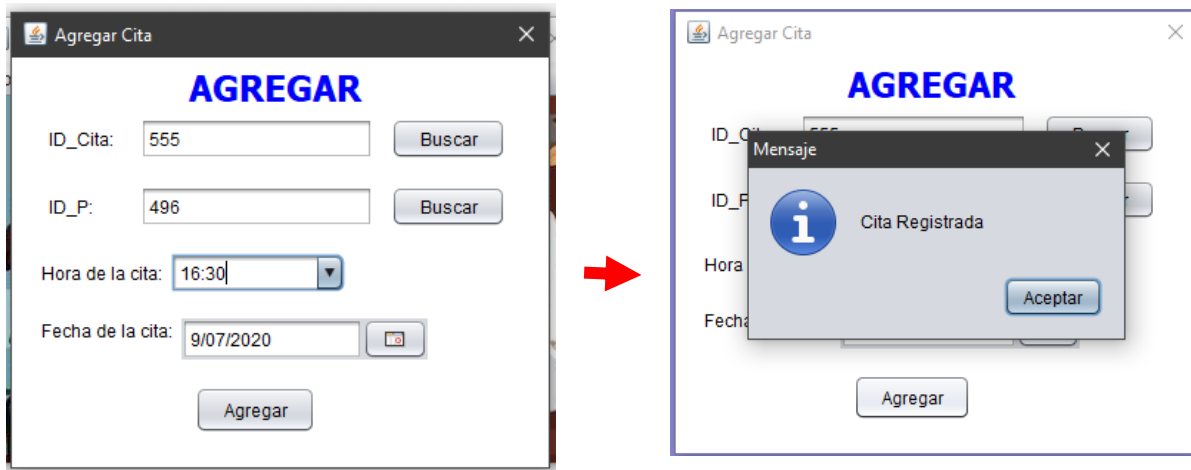 Agregar Cita
AGREGAR
ID_Cita: 555 Buscar
ID_P: 496 Buscar
Hora de la cita: 16:30
Fecha de la cita: 9/07/2020
Agregar
Agregar Cita
AGREGAR
Mensaje
Cita Registrada
Aceptar
Hora
Agregar